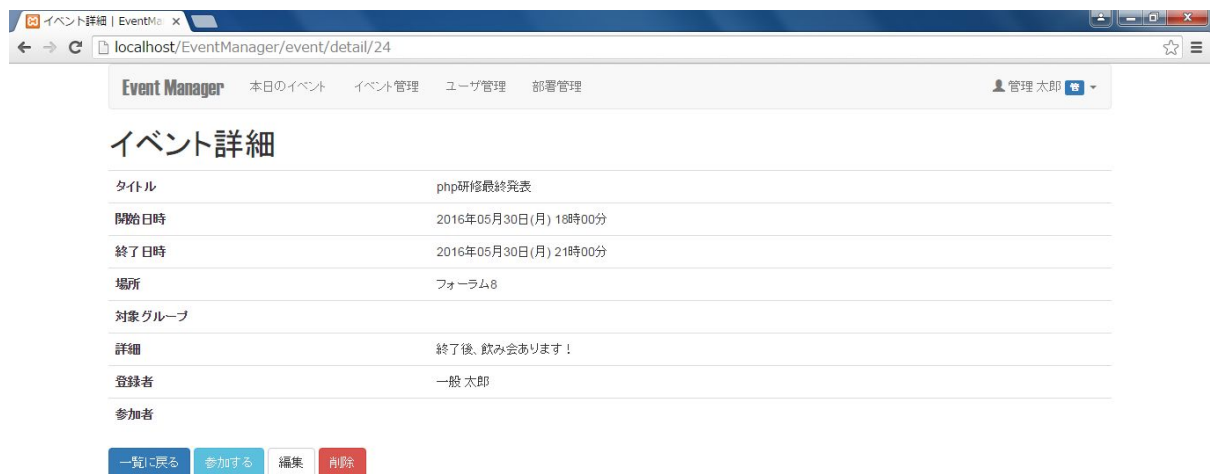 イベント詳細 | EventMa
localhost/EventManager/event/detail/24
Event Manager 本日のイベント イベント管理 ユーザ管理 部署管理 管理 太郎 管
イベント詳細
タイトル php研修最終発表
開始日時 2016年05月30日(月) 18時00分
終了日時 2016年05月30日(月) 21時00分
場所 フォーラム8
対象グループ
詳細 終了後、飲み会あります!
登録者 一般 太郎
参加者
一覧に戻る 参加する 編集 削除